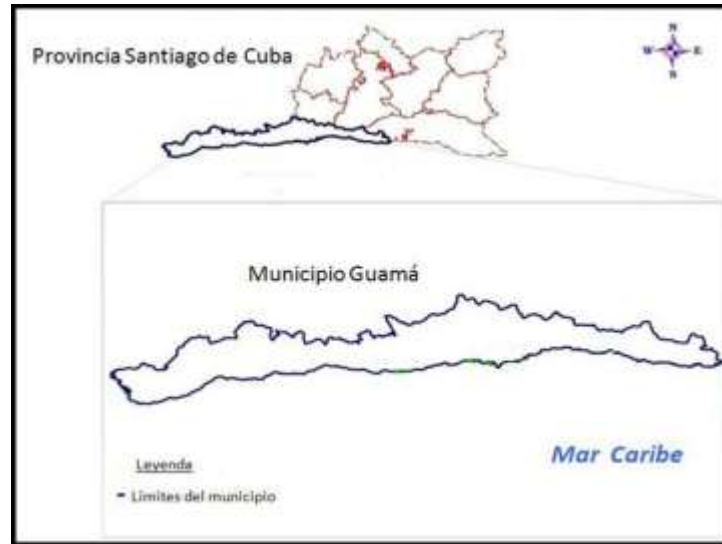 Provincia Santiago de Cuba
N
W E
N
Municipio Guamá
Mar Caribe
Leyenda
Limites del municipio